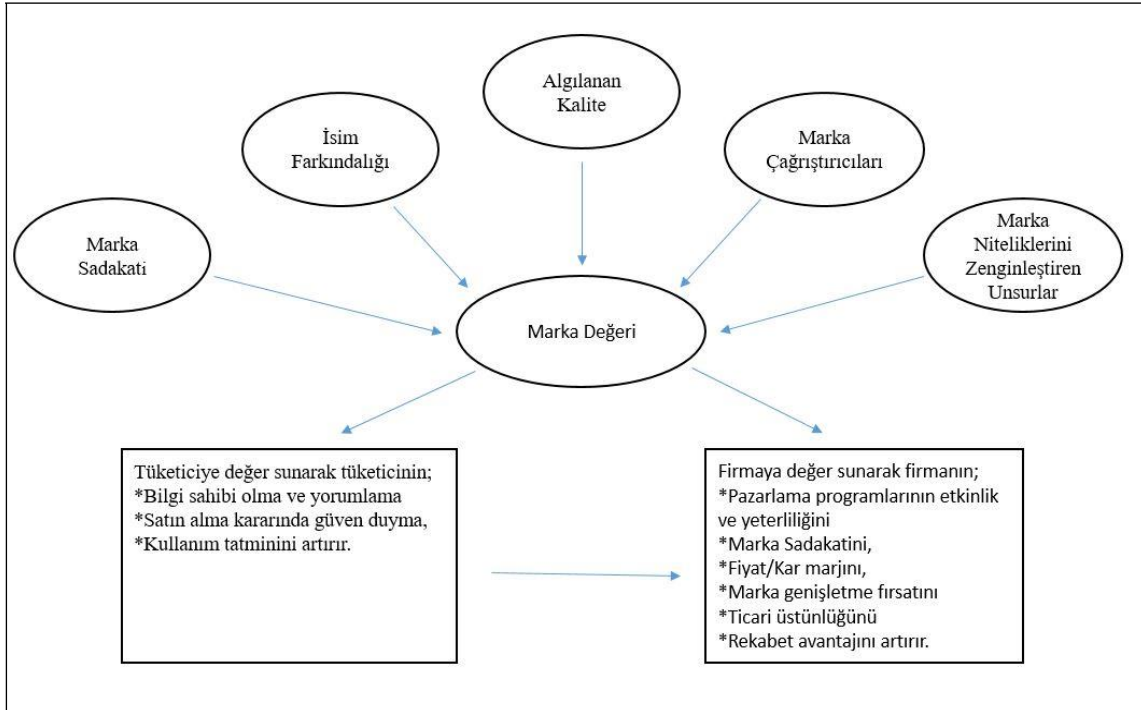 Algılanan
Kalite
İsim
Farkındalığı
Marka
Çağrıştırıcıları
Marka
Sadakati
Marka
Niteliklerini
Zenginleştiren
Unsurlar
Marka Değeri
Tüketiciye değer sunarak tüketicinin;
*Bilgi sahibi olma ve yorumlama
*Satın alma kararında güven duyma,
*Kullanım tatminini artırır.
Firmaya değer sunarak firmanın;
*Pazarlama programlarının etkinlik
ve yeterliliğini
*Marka Sadakatini,
*Fiyat/Kar marjını,
*Marka genişletme fırsatını
*Ticari üstünlüğünü
*Rekabet avantajını artırır.